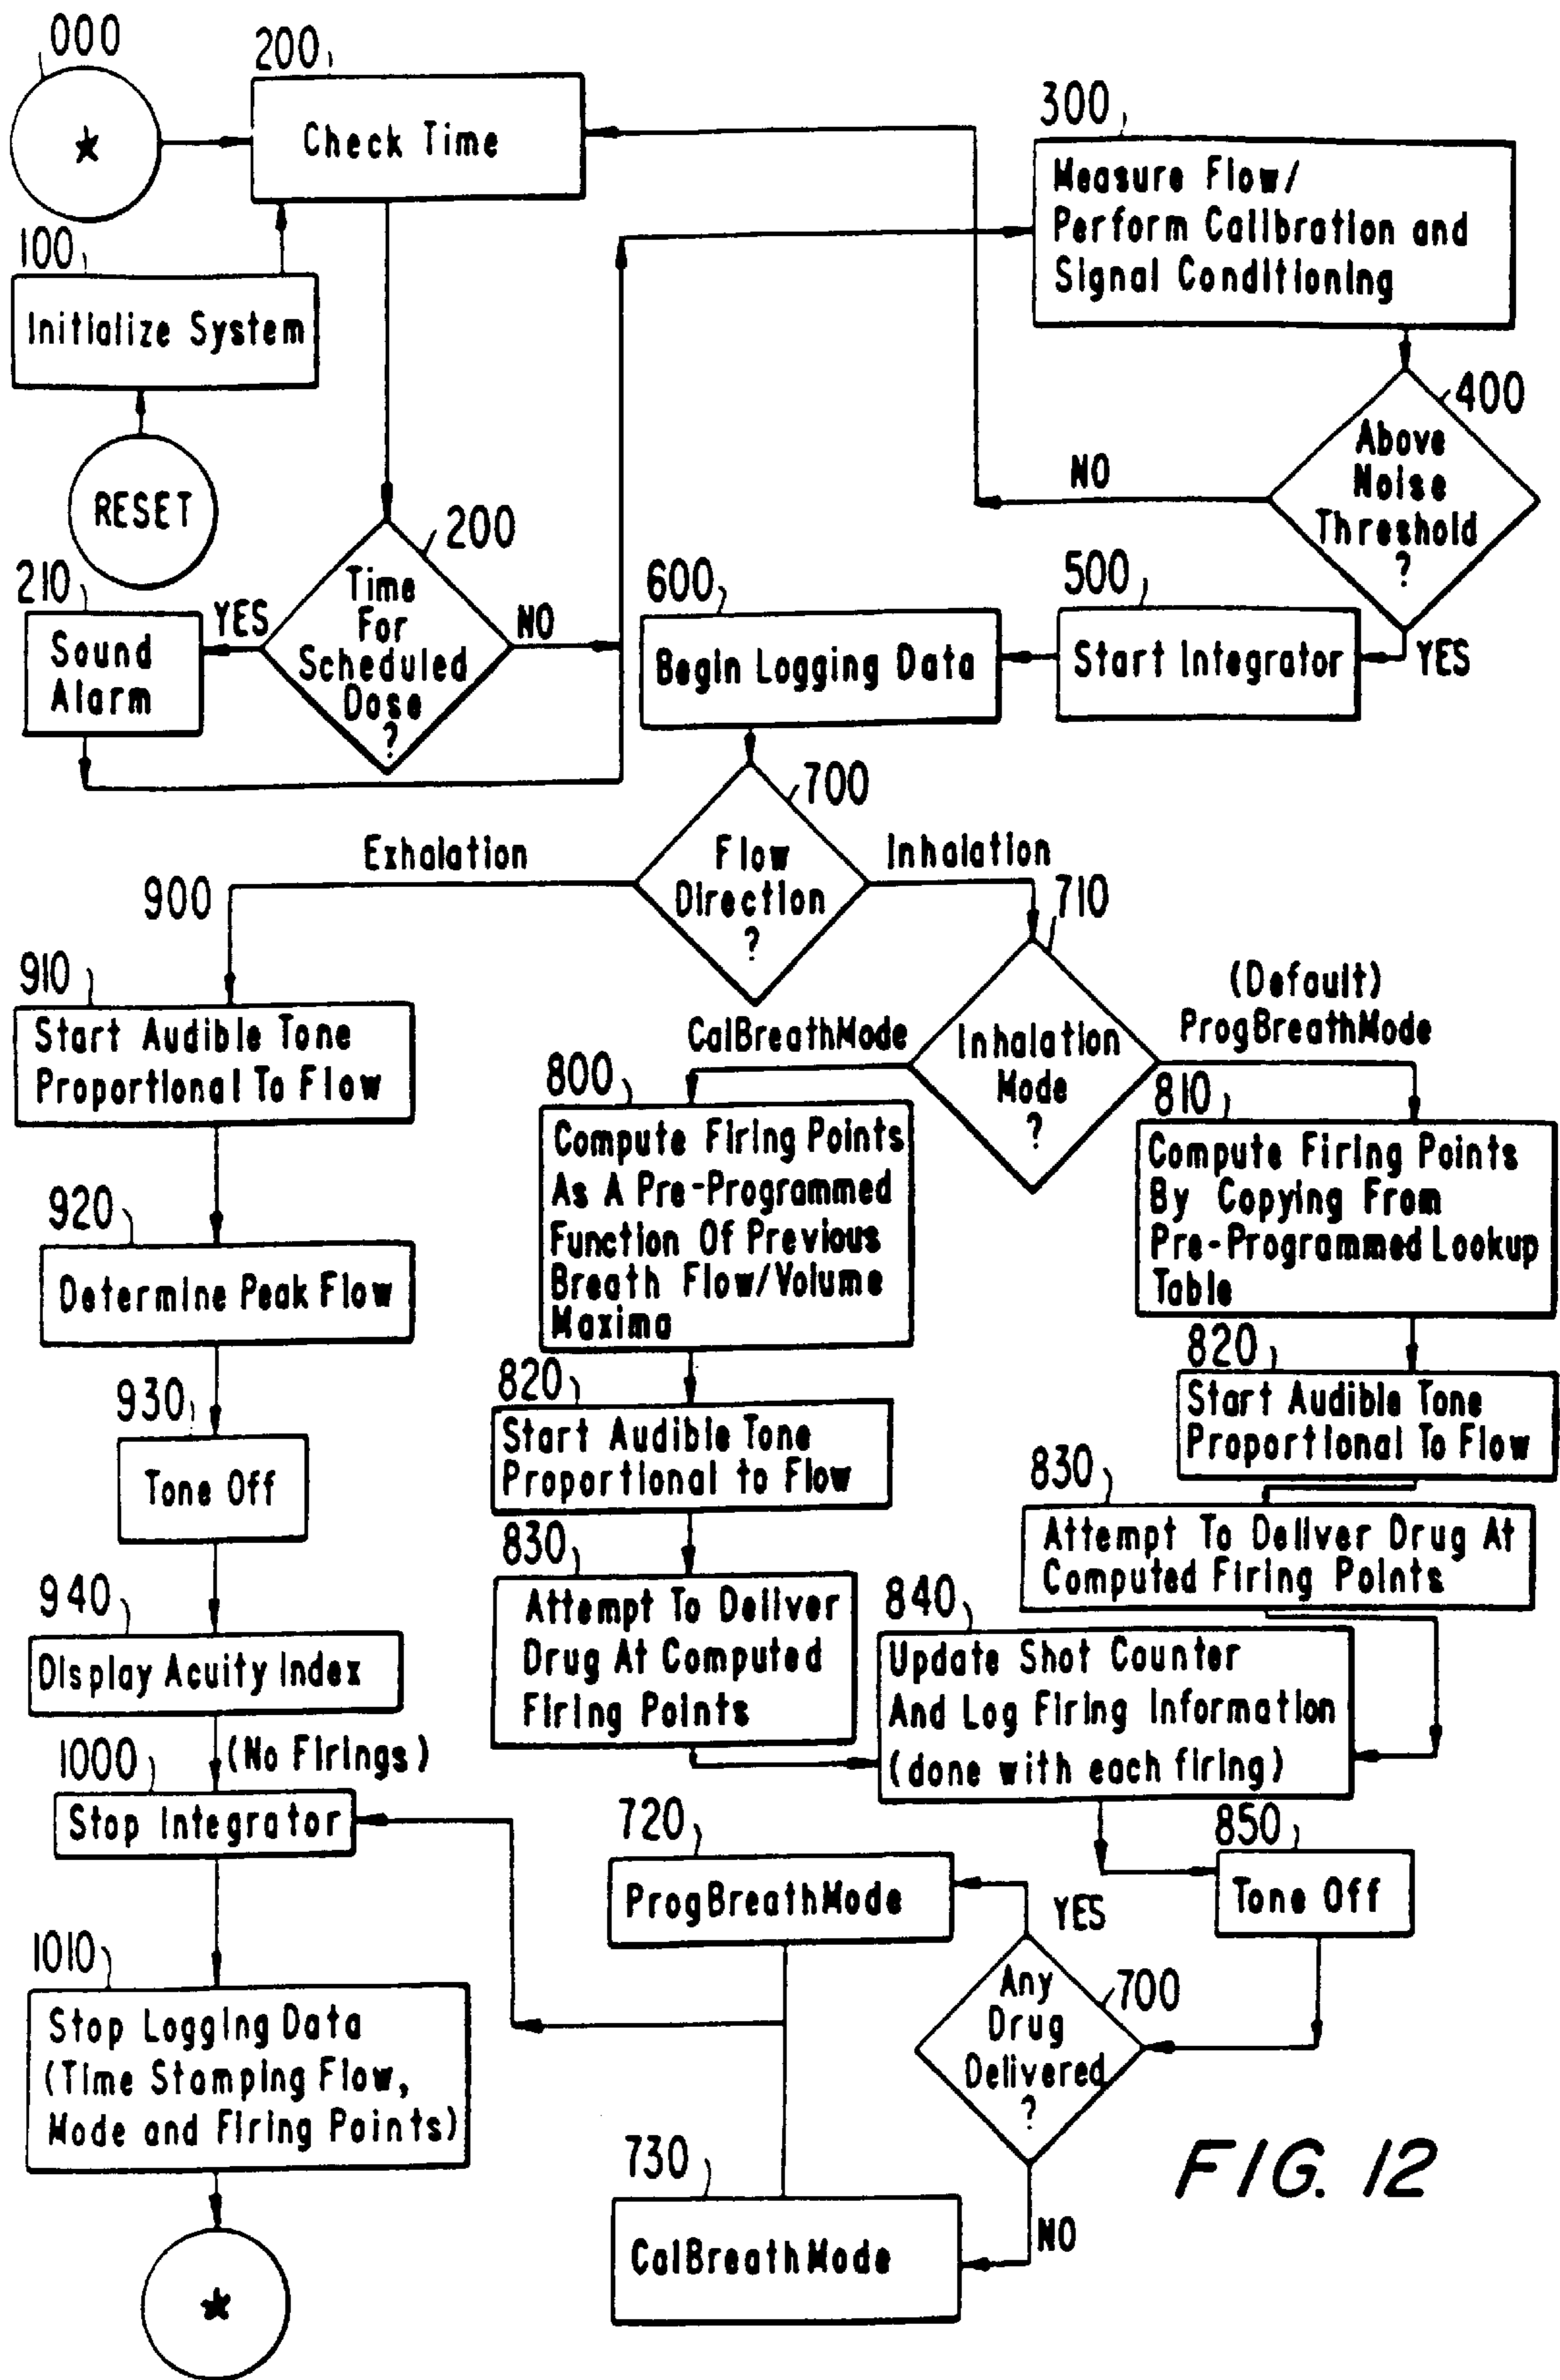 000
★
200
Check Time
300
Measure Flow/
Perform Calibration and
Signal Conditioning
100
Initialize System
RESET
400
Above
Noise
Threshold
?
NO
YES
200
Time
For
Scheduled
Dose
?
YES
NO
210
Sound
Alarm
500
Start Integrator
600
Begin Logging Data
700
Flow
Direction
?
Exhalation
Inhalation
900
710
Inhalation
Mode
?
CalBreathMode
(Default)
ProgBreathMode
910
Start Audible Tone
Proportional To Flow
920
Determine Peak Flow
930
Tone Off
940
Display Acuity Index
(No Firings)
1000
Stop Integrator
1010
Stop Logging Data
(Time Stamping Flow,
Mode and Firing Points)
★
800
Compute Firing Points
As A Pre-Programmed
Function Of Previous
Breath Flow/Volume
Maxima
820
Start Audible Tone
Proportional to Flow
830
Attempt To Deliver
Drug At Computed
Firing Points
810
Compute Firing Points
By Copying From
Pre-Programmed Lookup
Table
820
Start Audible Tone
Proportional To Flow
830
Attempt To Deliver Drug At
Computed Firing Points
840
Update Shot Counter
And Log Firing Information
(done with each firing)
850
Tone Off
700
Any
Drug
Delivered
?
YES
NO
720
ProgBreathMode
730
CalBreathMode
FIG. 12